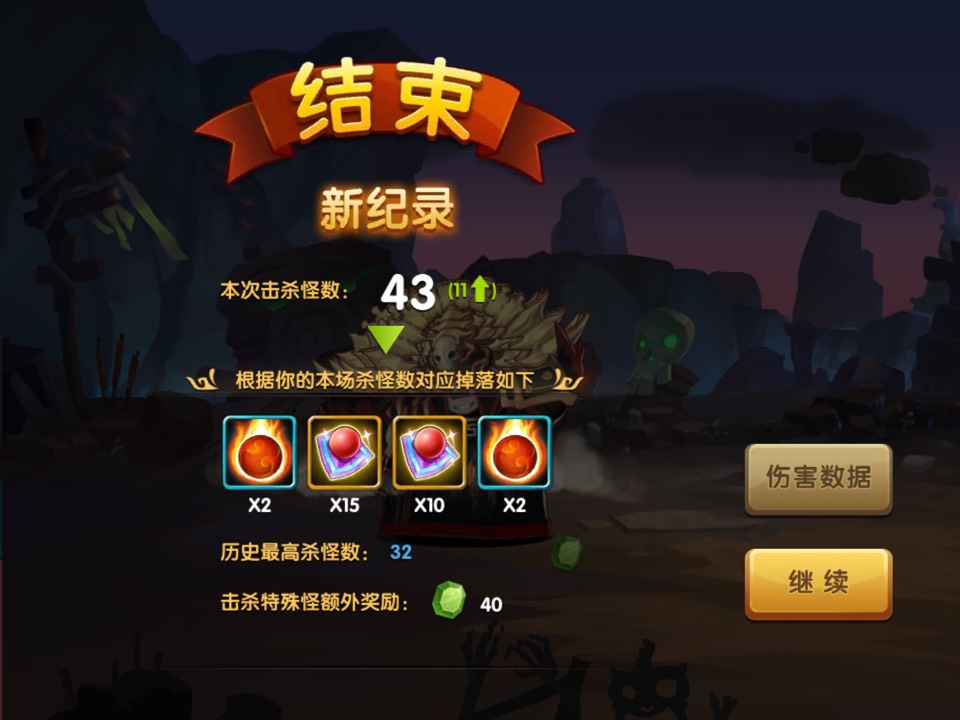 结束
新纪录
本次击杀怪数： 43 (11)
根据你的本场杀怪数对应掉落如下
X2 X15 X10 X2
伤害数据
历史最高杀怪数： 32
继续
击杀特殊怪额外奖励： 40